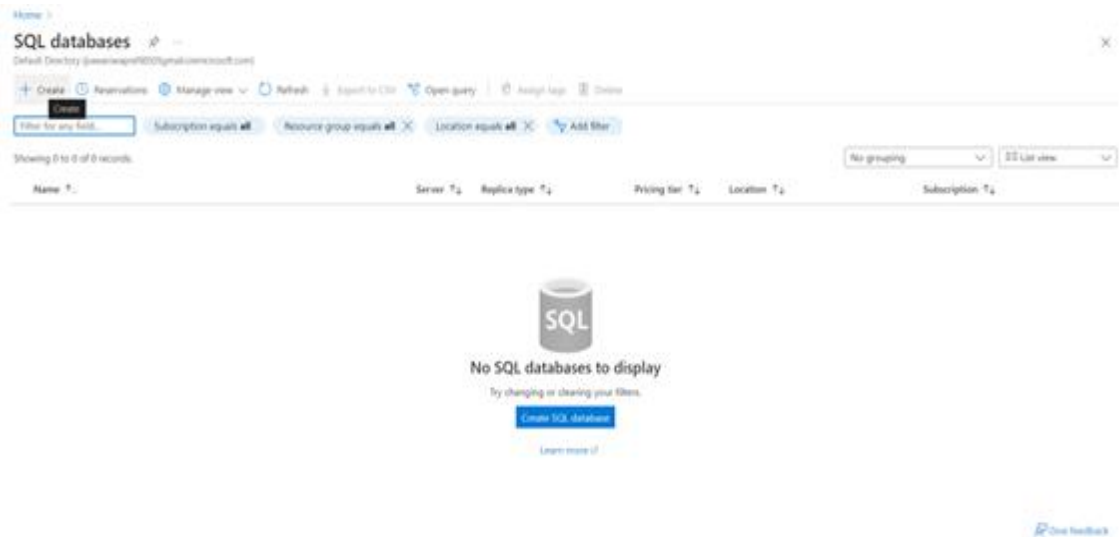 Home >
SQL databases
Default Directory
+ Create Reservations Manage view Refresh Export to CSV Open query Assign tags Delete
Create
Filter for any field... Subscription equals all Resource group equals all Location equals all Add filter
Showing 0 to 0 of 0 records.
No grouping List view
Name Server Replica type Pricing tier Location Subscription
SQL
No SQL databases to display
Try changing or clearing your filters.
Create SQL database
Learn more
Give feedback